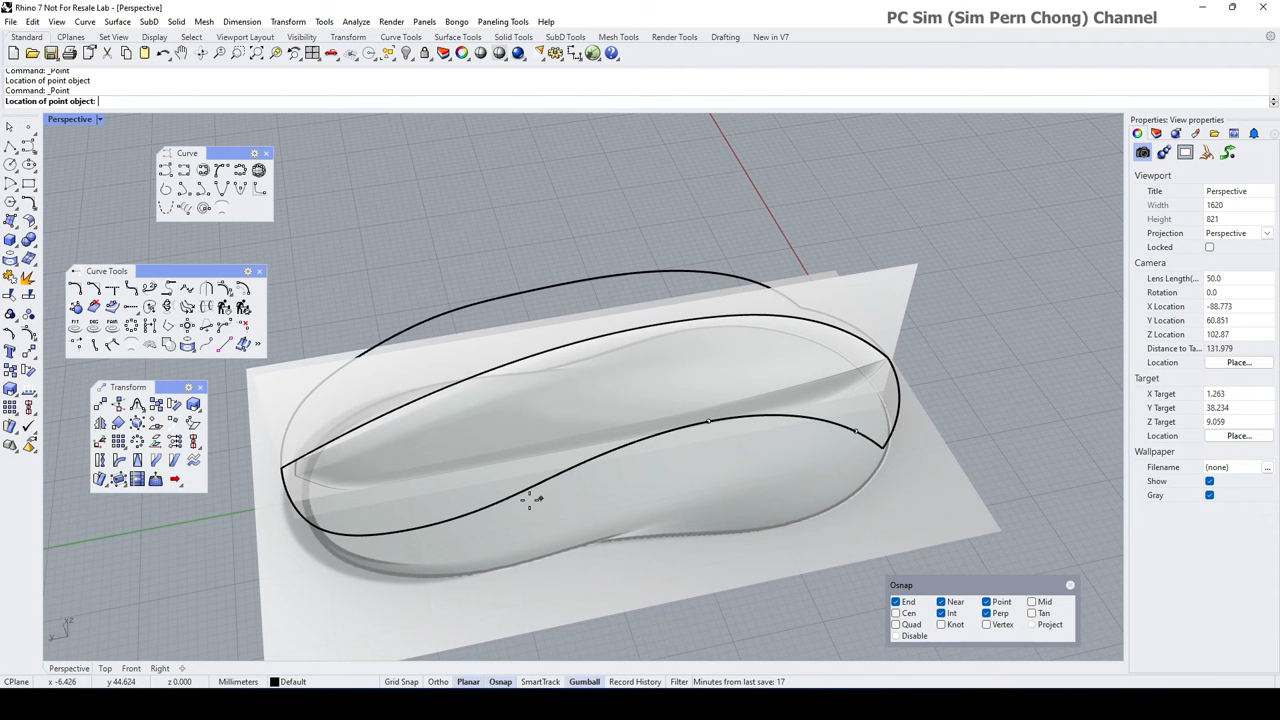 Rhino 7 Not For Resale Lab - [Perspective]
PC Sim (Sim Pern Chong) Channel
File Edit View Curve Surface SubD Solid Mesh Dimension Transform Tools Analyze Render Panels Bongo Paneling Tools Help
Standard CPlanes Set View Display Select Viewport Layout Visibility Transform Curve Tools Surface Tools Solid Tools SubD Tools Mesh Tools Render Tools Drafting New in V7
Command: _Point
Location of point object
Command: _Point
Location of point object:
Perspective
Curve
Curve Tools
Transform
Properties: View properties
Viewport
Title Perspective
Width 1620
Height 821
Projection Perspective
Locked
Camera
Lens Length(... 50.0
Rotation 0.0
X Location -88.773
Y Location 60.851
Z Location 102.87
Distance to Ta... 131.979
Location Place...
Target
X Target 1.263
Y Target 38.234
Z Target 9.059
Location Place...
Wallpaper
Filename (none) ...
Show
Gray
Osnap
End Near Point Mid
Cen Int Perp Tan
Quad Knot Vertex Project
Disable
Perspective Top Front Right
CPlane x -6.426 y 44.624 z 0.000 Millimeters Default Grid Snap Ortho Planar Osnap SmartTrack Gumball Record History Filter Minutes from last save: 17